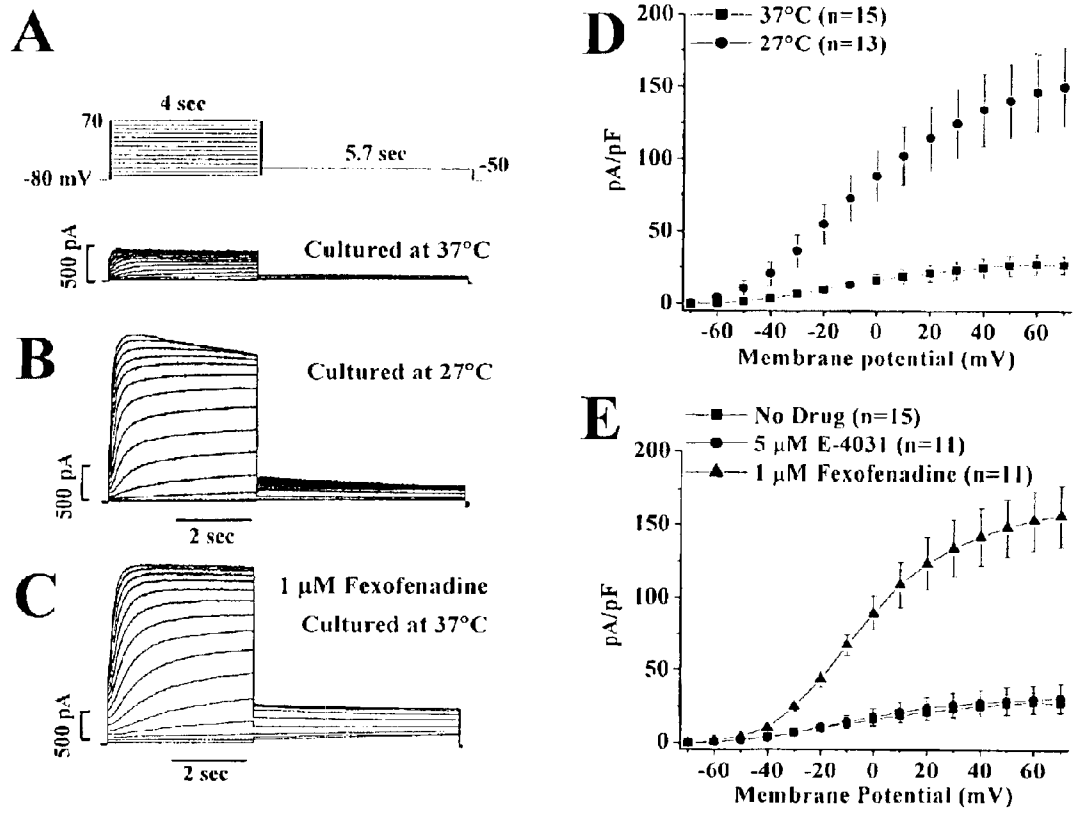 A
4 sec
70
5.7 sec
-50
-80 mV
500 pA
Cultured at 37°C
B
Cultured at 27°C
500 pA
2 sec
C
1 µM Fexofenadine
Cultured at 37°C
500 pA
2 sec
D
37°C (n=15)
27°C (n=13)
200
150
100
50
0
pA/pF
-60 -40 -20 0 20 40 60
Membrane potential (mV)
E
No Drug (n=15)
5 µM E-4031 (n=11)
1 µM Fexofenadine (n=11)
200
150
100
50
0
pA/pF
-60 -40 -20 0 20 40 60
Membrane Potential (mV)